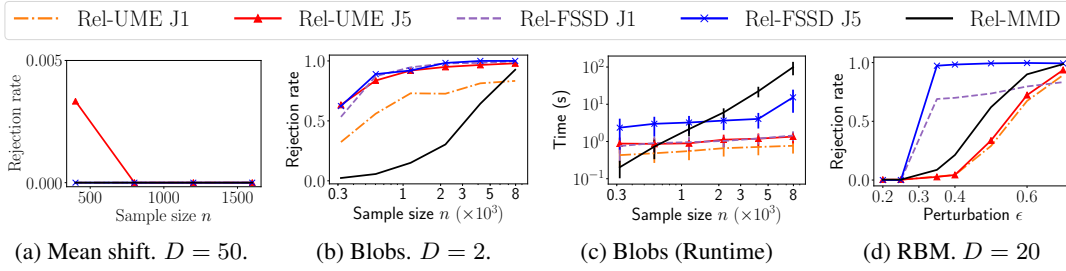 Rel-UME J1 Rel-UME J5 Rel-FSSD J1 Rel-FSSD J5 Rel-MMD
0.005
0.000
Rejection rate
500 1000 1500
Sample size n
(a) Mean shift. D = 50.
1.0
0.5
0.0
Rejection rate
0.3 1 2 3 5 8
Sample size n (×10³)
(b) Blobs. D = 2.
10²
10¹
10⁰
10⁻¹
Time (s)
0.3 1 2 3 5 8
Sample size n (×10³)
(c) Blobs (Runtime)
1.0
0.5
0.0
Rejection rate
0.2 0.4 0.6
Perturbation ϵ
(d) RBM. D = 20